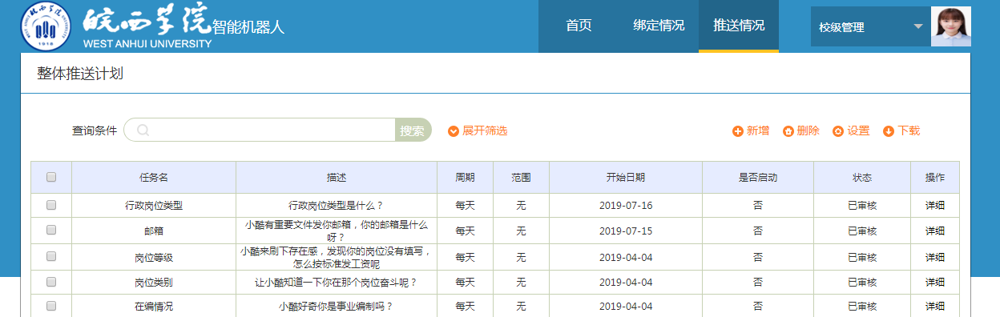 皖西学院
WEST ANHUI UNIVERSITY
1918
智能机器人
首页 绑定情况 推送情况 校级管理
整体推送计划
查询条件 搜索 展开筛选 新增 删除 设置 下载
任务名 描述 周期 范围 开始日期 是否启动 状态 操作
行政岗位类型 行政岗位类型是什么？ 每天 无 2019-07-16 否 已审核 详细
邮箱 小酷有重要文件发你邮箱，你的邮箱是什么
呀？ 每天 无 2019-07-15 否 已审核 详细
岗位等级 小酷来刷下存在感，发现你的岗位没有填写，
怎么按标准发工资呢 每天 无 2019-04-04 否 已审核 详细
岗位类别 让小酷知道一下你在那个岗位奋斗呢？ 每天 无 2019-04-04 否 已审核 详细
在编情况 小酷好奇你是事业编制吗？ 每天 无 2019-04-04 否 已审核 详细